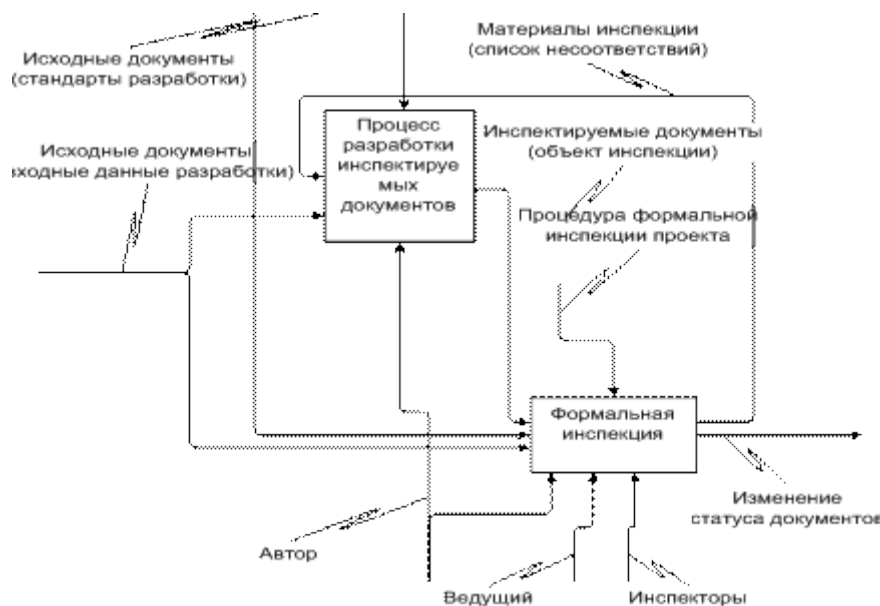 Материалы инспекции
(список несоответствий)
Исходные документы
(стандарты разработки)
Процесс
разработки
инспектируе
мых
документов
Инспектируемые документы
(объект инспекции)
Исходные документы
входные данные разработки)
Процедура формальной
инспекции проекта
Формальная
инспекция
Изменение
статуса документов
Автор
Ведущий
Инспекторы